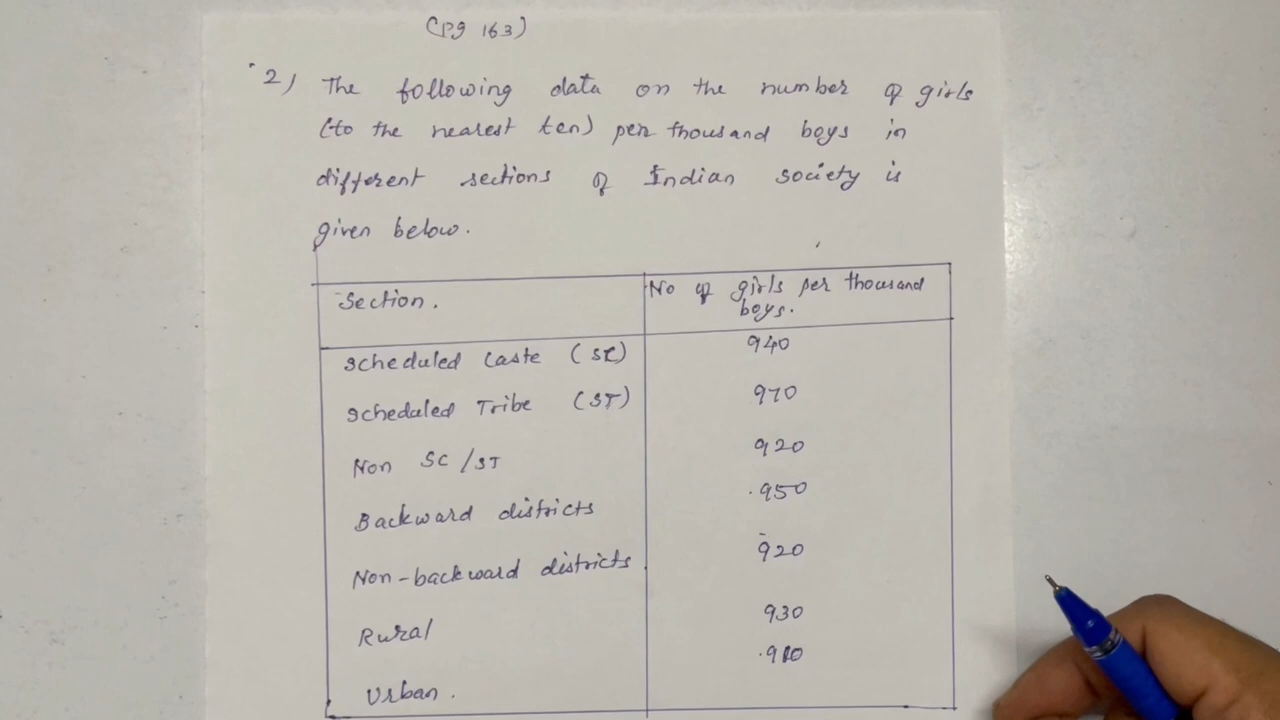 (Pg 163)
2) The following data on the number of girls
(to the nearest ten) per thousand boys in
different sections of Indian society is
given below.
Section. No of girls per thousand
boys.
Scheduled Caste (SC) 940
Scheduled Tribe (ST) 970
Non SC/ST 920
Backward districts 950
Non-backward districts 920
Rural 930
Urban. 910